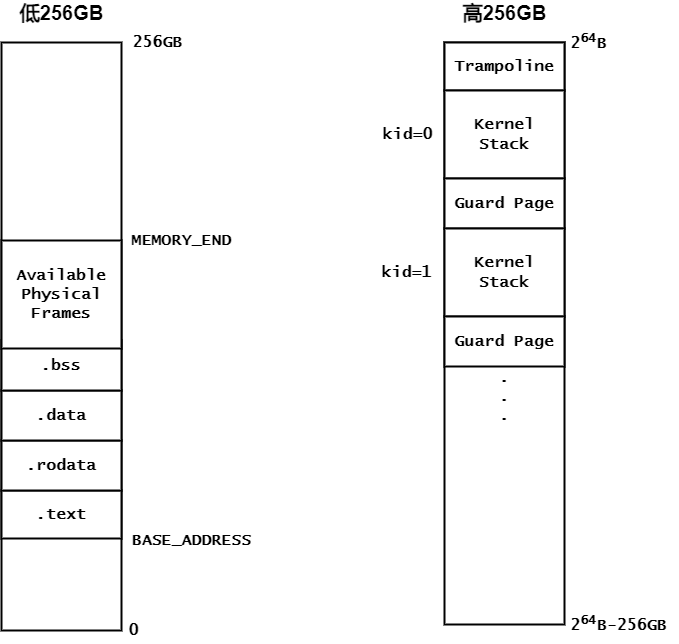 低256GB
256GB
MEMORY_END
Available
Physical
Frames
.bss
.data
.rodata
.text
BASE_ADDRESS
0
高256GB
2^64B
Trampoline
kid=0
Kernel
Stack
Guard Page
kid=1
Kernel
Stack
Guard Page
.
.
.
2^64B-256GB